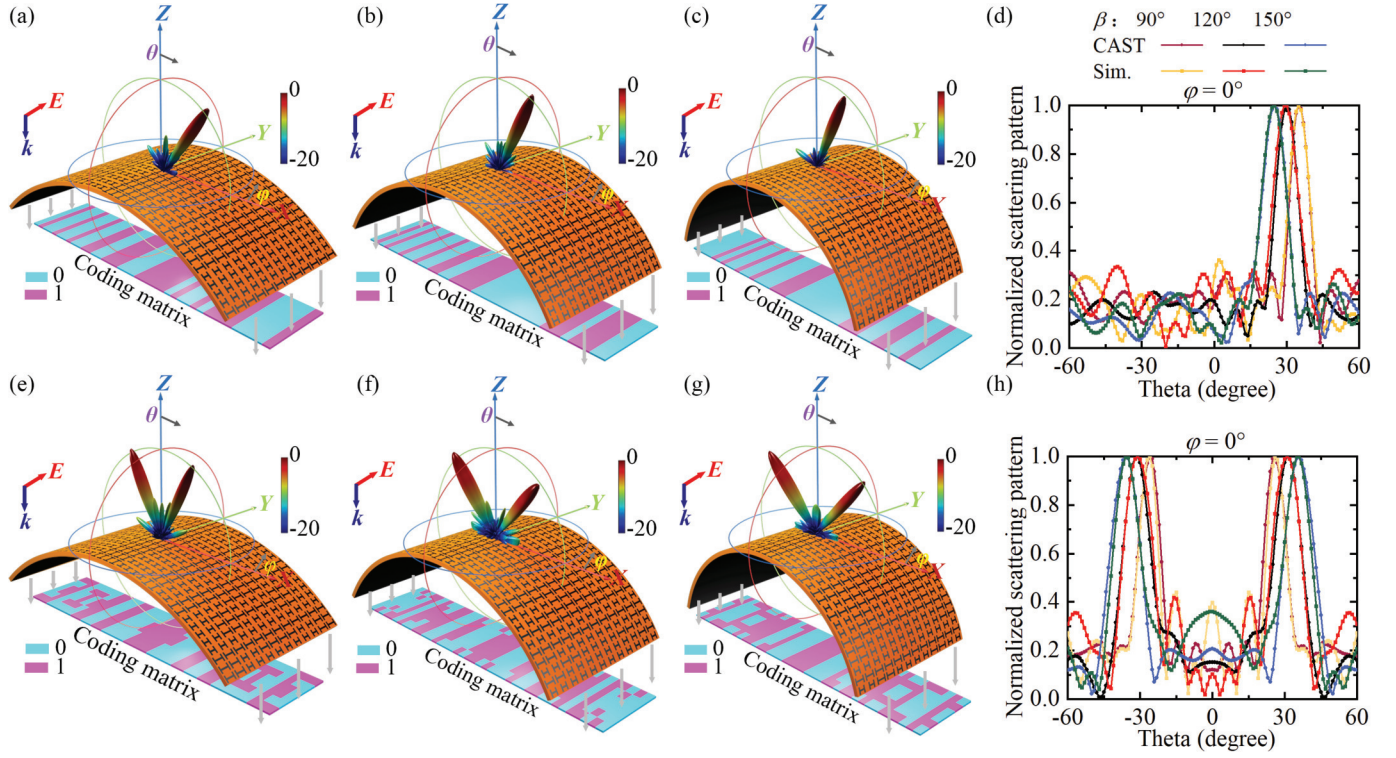 (a)
Z
θ
E
k
0
-20
Y
φ
X
0
1
Coding matrix
(b)
Z
θ
E
k
0
-20
Y
φ
X
0
1
Coding matrix
(c)
Z
θ
E
k
0
-20
Y
φ
X
0
1
Coding matrix
(d)
β : 90° 120° 150°
CAST
Sim.
φ = 0°
Normalized scattering pattern
1.0
0.8
0.6
0.4
0.2
0.0
-60 -30 0 30 60
Theta (degree)
(e)
Z
θ
E
k
0
-20
Y
φ
X
0
1
Coding matrix
(f)
Z
θ
E
k
0
-20
Y
φ
X
0
1
Coding matrix
(g)
Z
θ
E
k
0
-20
Y
φ
X
0
1
Coding matrix
(h)
φ = 0°
Normalized scattering pattern
1.0
0.8
0.6
0.4
0.2
0.0
-60 -30 0 30 60
Theta (degree)